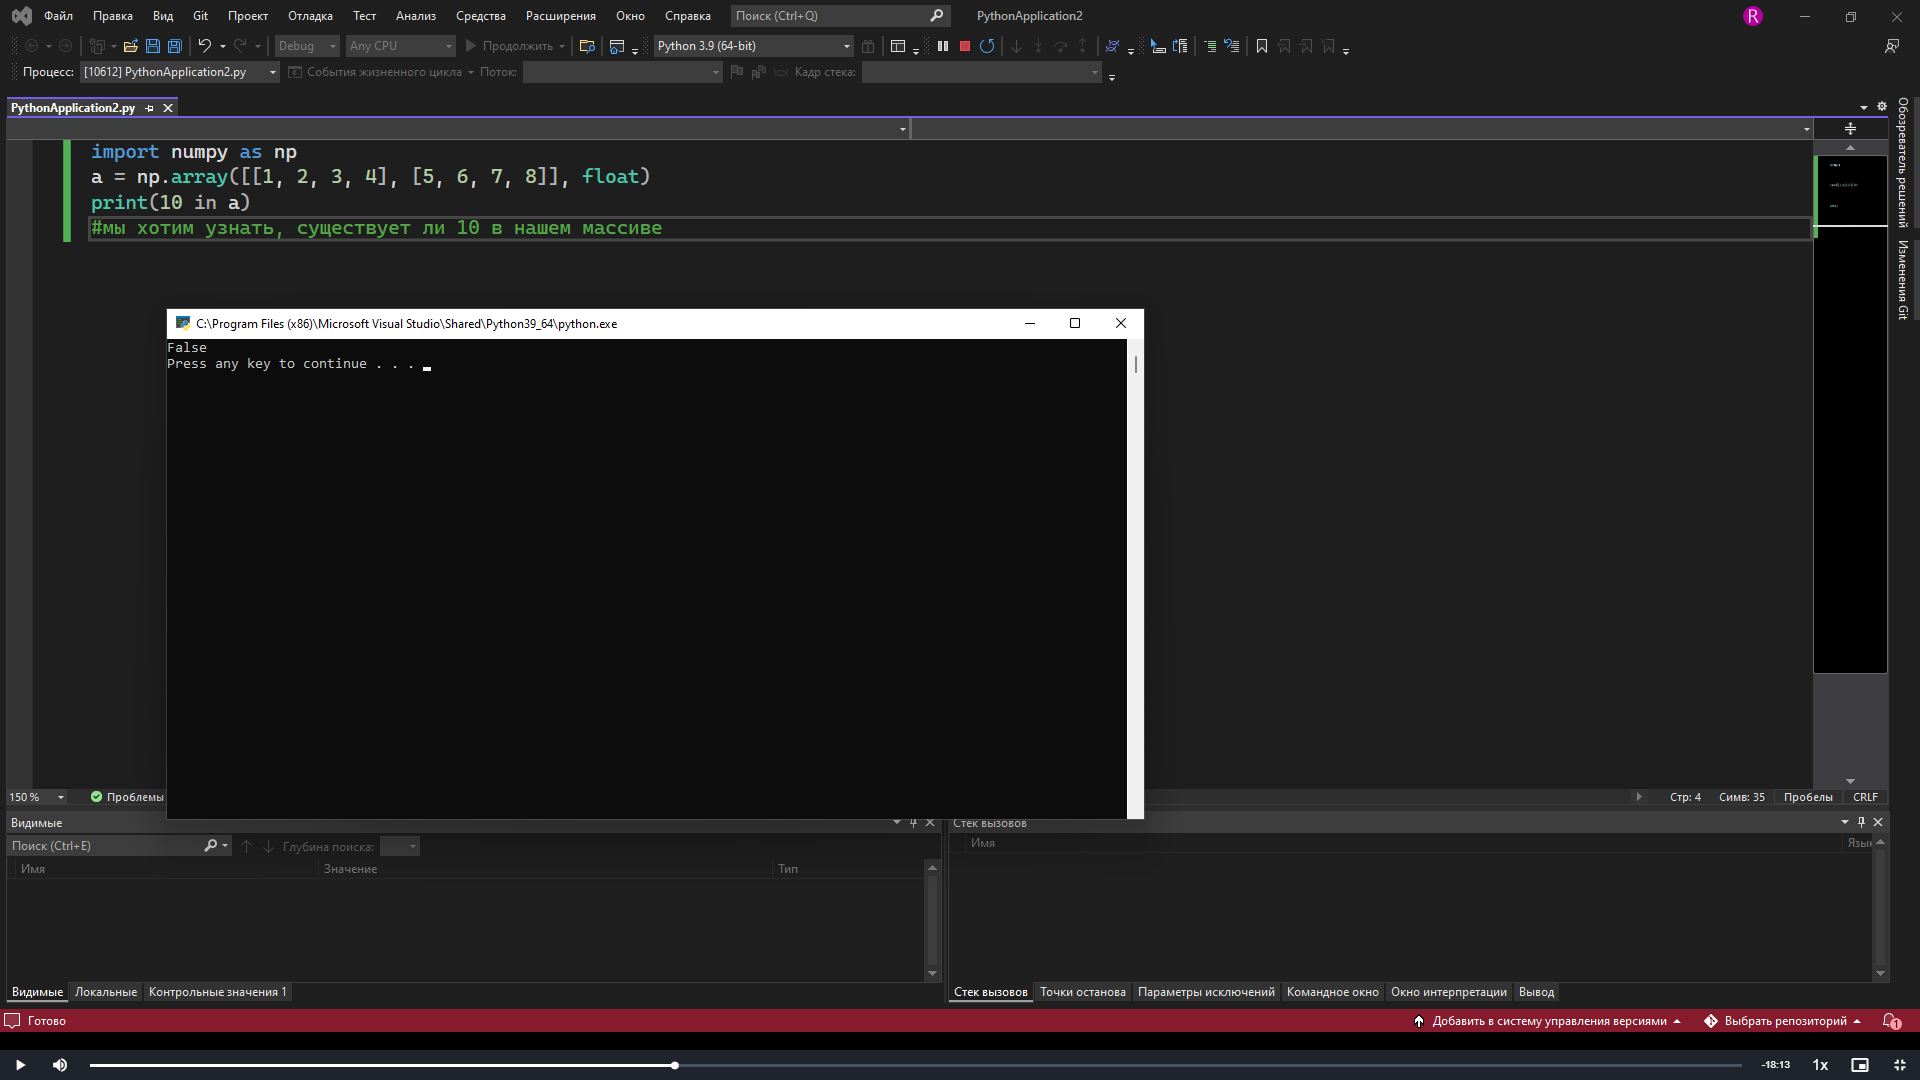 Файл Правка Вид Git Проект Отладка Тест Анализ Средства Расширения Окно Справка Поиск (Ctrl+Q) PythonApplication2 R
Debug Any CPU Продолжить Python 3.9 (64-bit)
Процесс: [10612] PythonApplication2.py События жизненного цикла Поток: Кадр стека:
PythonApplication2.py
import numpy as np
a = np.array([[1, 2, 3, 4], [5, 6, 7, 8]], float)
print(10 in a)
#мы хотим узнать, существует ли 10 в нашем массиве
Обозреватель решений
Изменения Git
C:\Program Files (x86)\Microsoft Visual Studio\Shared\Python39_64\python.exe
False
Press any key to continue . . .
150 % Проблемы Стр: 4 Симв: 35 Пробелы CRLF
Видимые
Поиск (Ctrl+E) Глубина поиска:
Имя Значение Тип
Видимые Локальные Контрольные значения 1
Стек вызовов
Имя Язык
Стек вызовов Точки останова Параметры исключений Командное окно Окно интерпретации Вывод
Готово Добавить в систему управления версиями Выбрать репозиторий 1
-18:13 1x